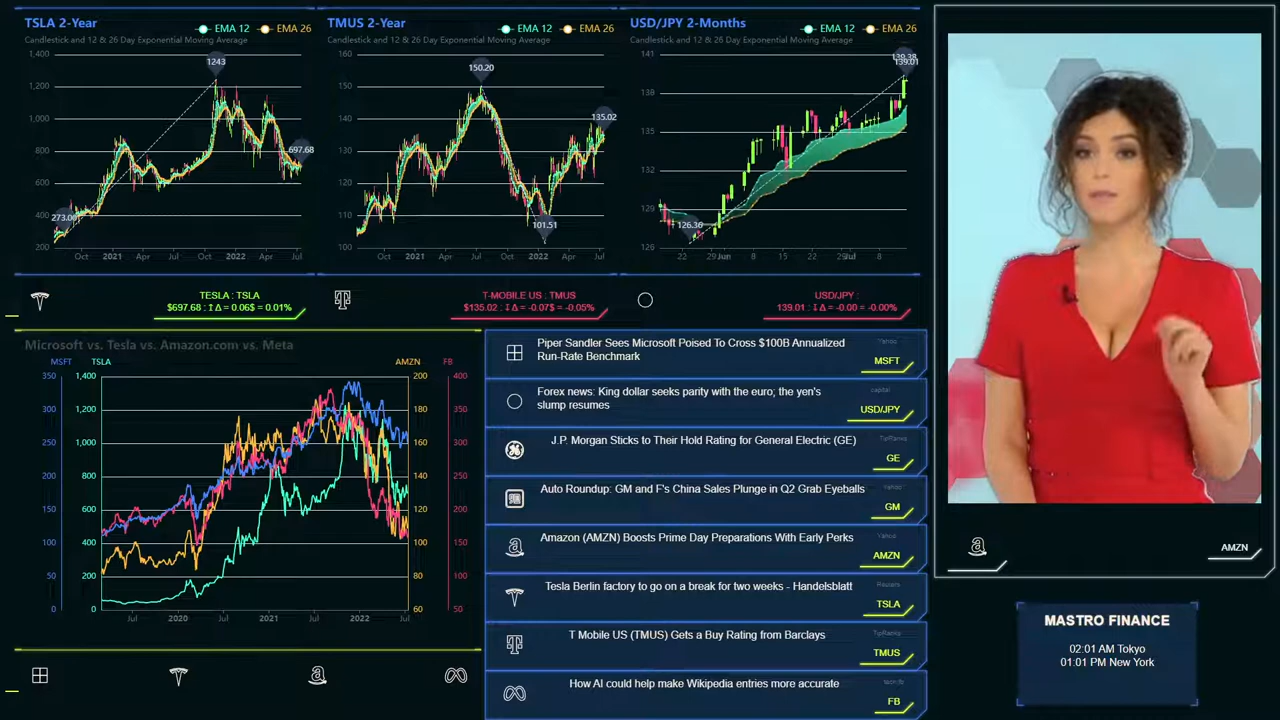 TSLA 2-Year
EMA 12
EMA 26
Candlestick and 12 & 26 Day Exponential Moving Average
1,400
1,200
1,000
800
600
400
200
1243
697.68
273.00
Oct
2021
Apr
Jul
Oct
2022
Apr
Jul
TMUS 2-Year
EMA 12
EMA 26
Candlestick and 12 & 26 Day Exponential Moving Average
160
150
140
130
120
110
100
150.20
135.02
101.51
Oct
2021
Apr
Jul
Oct
2022
Apr
Jul
USD/JPY 2-Months
EMA 12
EMA 26
Candlestick and 12 & 26 Day Exponential Moving Average
141
138
135
132
129
126
139.01
126.36
22
29
Jun
8
15
22
29
Jul
8
TESLA : TSLA
$697.68 : I Δ = 0.06$ = 0.01%
T-MOBILE US : TMUS
$135.02 : I Δ = -0.07$ = -0.05%
USD/JPY :
139.01 : I Δ = -0.00 = -0.00%
Microsoft vs. Tesla vs. Amazon.com vs. Meta
MSFT
TSLA
AMZN
FB
350
300
250
200
150
100
50
0
1,400
1,200
1,000
800
600
400
200
0
200
180
160
140
120
100
80
60
400
350
300
250
200
150
100
50
Jul
2020
Jul
2021
Jul
2022
Jul
Piper Sandler Sees Microsoft Poised To Cross $100B Annualized
Run-Rate Benchmark
Yahoo
MSFT
Forex news: King dollar seeks parity with the euro; the yen's
slump resumes
capital
USD/JPY
J.P. Morgan Sticks to Their Hold Rating for General Electric (GE)
TipRanks
GE
Auto Roundup: GM and F's China Sales Plunge in Q2 Grab Eyeballs
Yahoo
GM
Amazon (AMZN) Boosts Prime Day Preparations With Early Perks
Yahoo
AMZN
Tesla Berlin factory to go on a break for two weeks - Handelsblatt
Reuters
TSLA
T Mobile US (TMUS) Gets a Buy Rating from Barclays
TipRanks
TMUS
How AI could help make Wikipedia entries more accurate
FB
AMZN
MASTRO FINANCE
02:01 AM Tokyo
01:01 PM New York